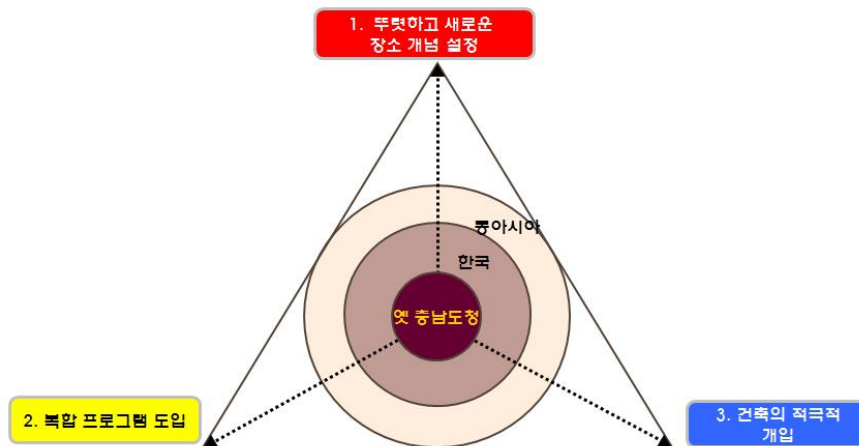 1. 뚜렷하고 새로운
장소 개념 설정
동아시아
한국
옛 충남도청
2. 복합 프로그램 도입
3. 건축의 적극적
개입